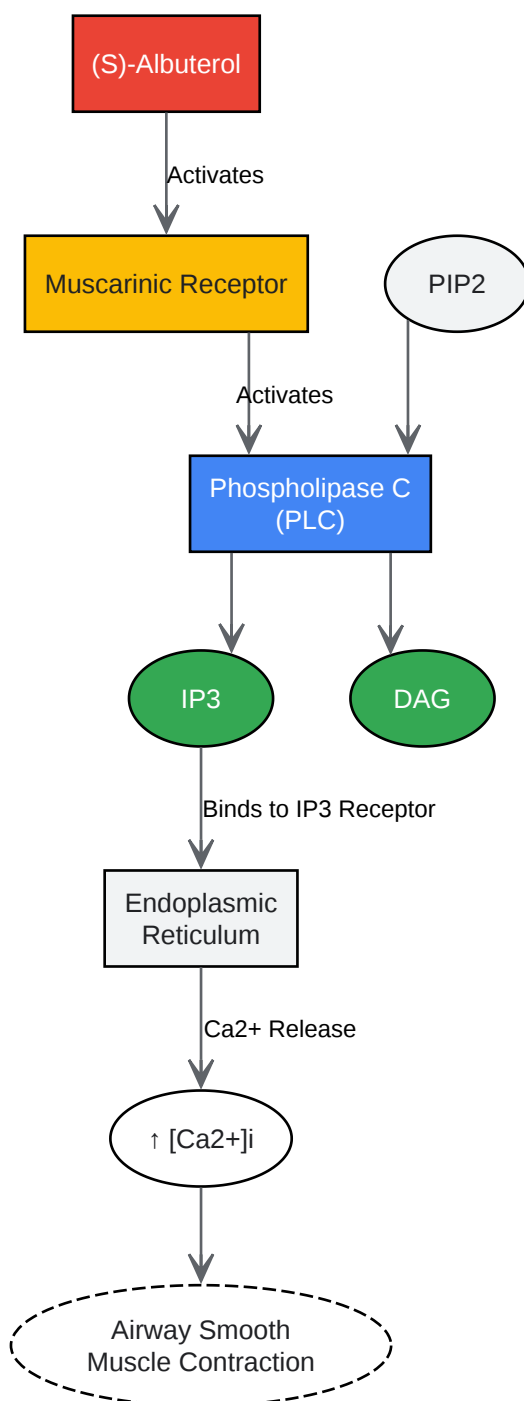 (S)-Albuterol
Activates
Muscarinic Receptor
PIP2
Activates
Phospholipase C
(PLC)
IP3
DAG
Binds to IP3 Receptor
Endoplasmic
Reticulum
Ca2+ Release
↑ [Ca2+]i
Airway Smooth
Muscle Contraction